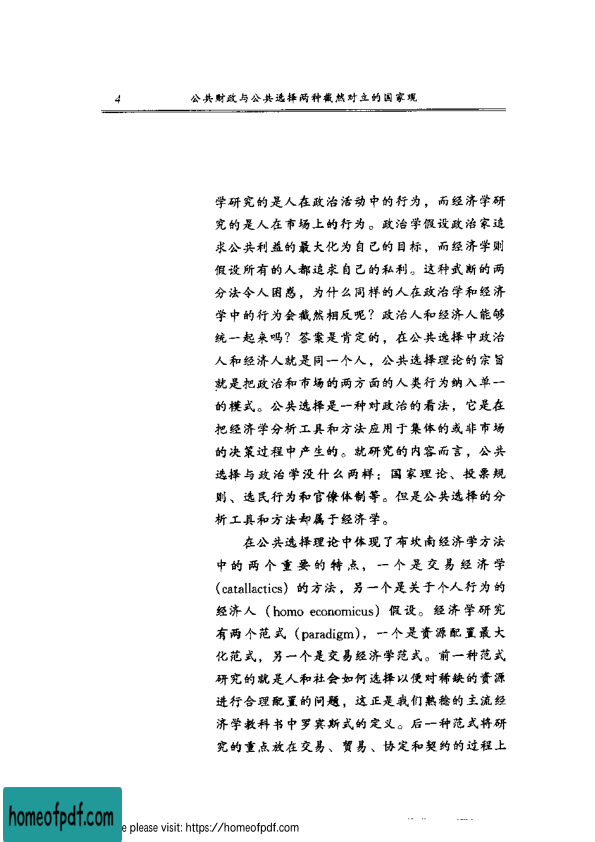 4
公共财政与公共选择两种截然对立的国家观
学研究的是人在政治活动中的行为，而经济学研
究的是人在市场上的行为。政治学假设政治家追
求公共利益的最大化为自己的目标，而经济学则
假设所有的人都追求自己的私利。这种武断的两
分法令人困惑，为什么同样的人在政治学和经济
学中的行为会截然相反呢？政治人和经济人能够
统一起来吗？答案是肯定的，在公共选择中政治
人和经济人就是同一个人，公共选择理论的宗旨
就是把政治和市场的两方面的人类行为纳入单一
的模式。公共选择是一种对政治的看法，它是在
把经济学分析工具和方法应用于集体的或非市场
的决策过程中产生的。就研究的内容而言，公共
选择与政治学没什么两样：国家理论、投票规
则、选民行为和官僚体制等。但是公共选择的分
析工具和方法却属于经济学。
在公共选择理论中体现了布坎南经济学方法
中的两个重要的特点，一个是交易经济学
(catallactics) 的方法，另一个是关于个人行为的
经济人 (homo economicus) 假设。经济学研究
有两个范式 (paradigm)，一个是资源配置最大
化范式，另一个是交易经济学范式。前一种范式
研究的就是人和社会如何选择以便对稀缺的资源
进行合理配置的问题，这正是我们熟稔的主流经
济学教科书中罗宾斯式的定义。后一种范式将研
究的重点放在交易、贸易、协定和契约的过程上
homeofpdf.com
e please visit: https://homeofpdf.com